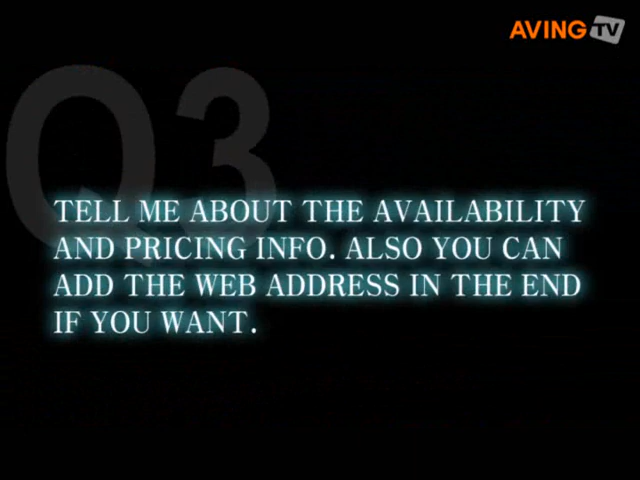 AVING TV
Q3
TELL ME ABOUT THE AVAILABILITY
AND PRICING INFO. ALSO YOU CAN
ADD THE WEB ADDRESS IN THE END
IF YOU WANT.